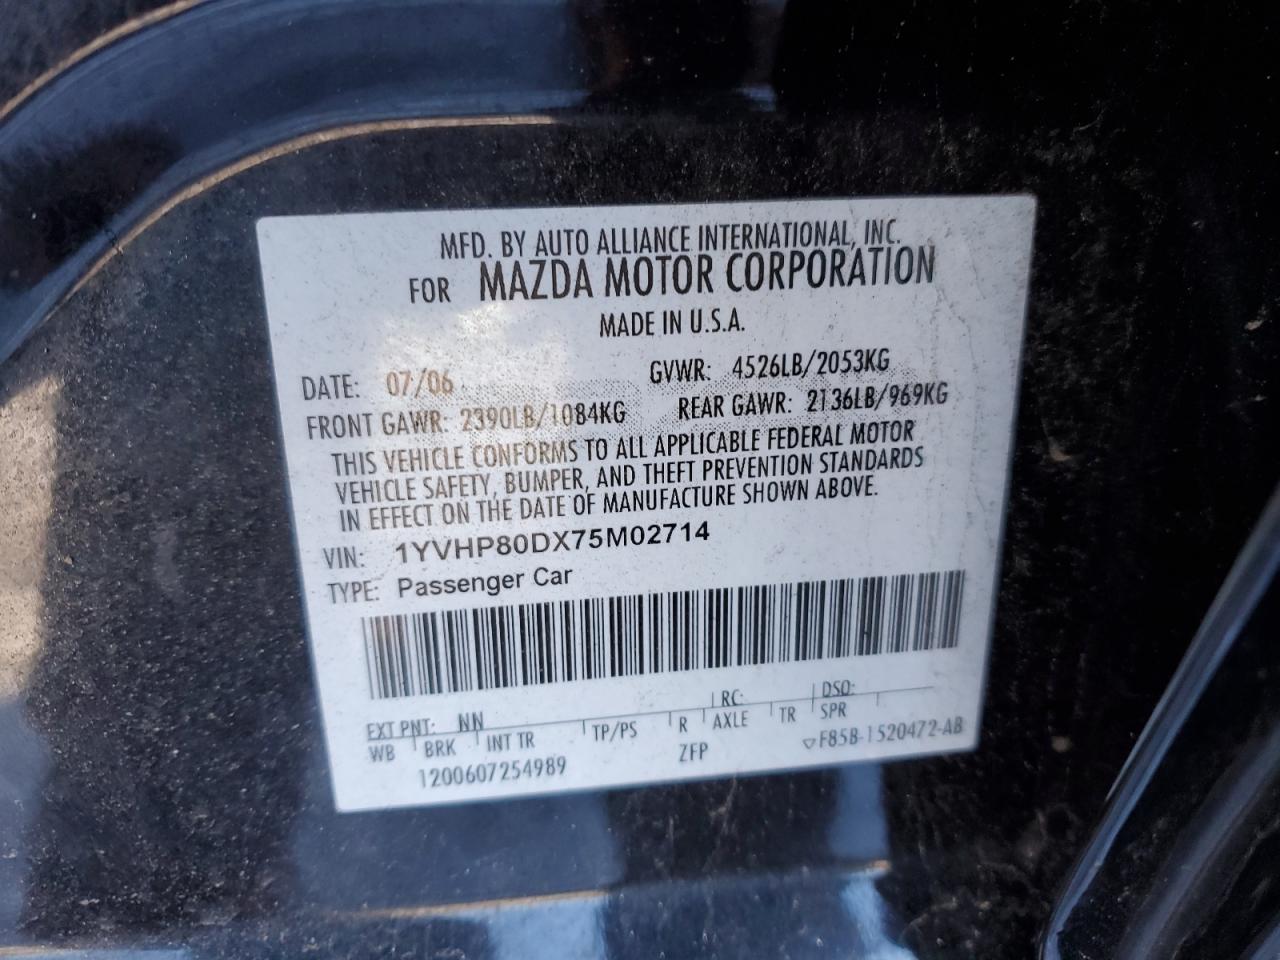 MFD. BY AUTO ALLIANCE INTERNATIONAL, INC.
FOR MAZDA MOTOR CORPORATION
MADE IN U.S.A.
DATE: 07/06 GVWR: 4526LB/2053KG
FRONT GAWR: 2390LB/1084KG REAR GAWR: 2136LB/969KG
THIS VEHICLE CONFORMS TO ALL APPLICABLE FEDERAL MOTOR
VEHICLE SAFETY, BUMPER, AND THEFT PREVENTION STANDARDS
IN EFFECT ON THE DATE OF MANUFACTURE SHOWN ABOVE.
VIN: 1YVHP80DX75M02714
TYPE: Passenger Car
EXT PNT: NN RC: DSO:
WB BRK INT TR TP/PS R AXLE TR SPR
1200607254989 ZFP F85B-1520472-AB